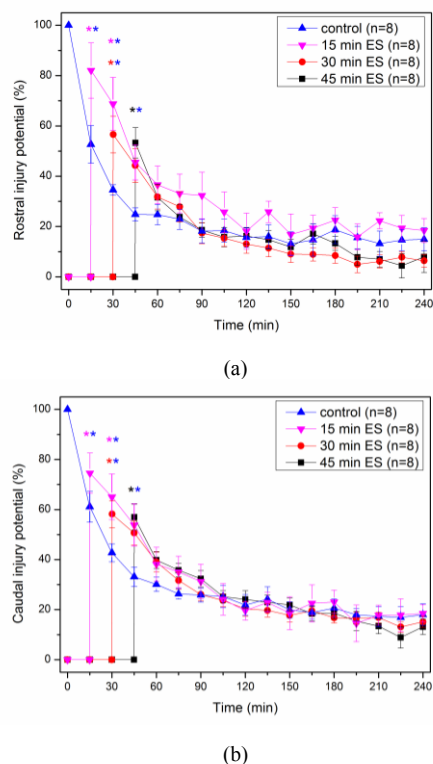 100
80
60
40
20
0
Rostral injury potential (%)
control (n=8)
15 min ES (n=8)
30 min ES (n=8)
45 min ES (n=8)
**
**
**
**
0 30 60 90 120 150 180 210 240
Time (min)
(a)
100
80
60
40
20
0
Caudal injury potential (%)
control (n=8)
15 min ES (n=8)
30 min ES (n=8)
45 min ES (n=8)
**
**
**
**
0 30 60 90 120 150 180 210 240
Time (min)
(b)